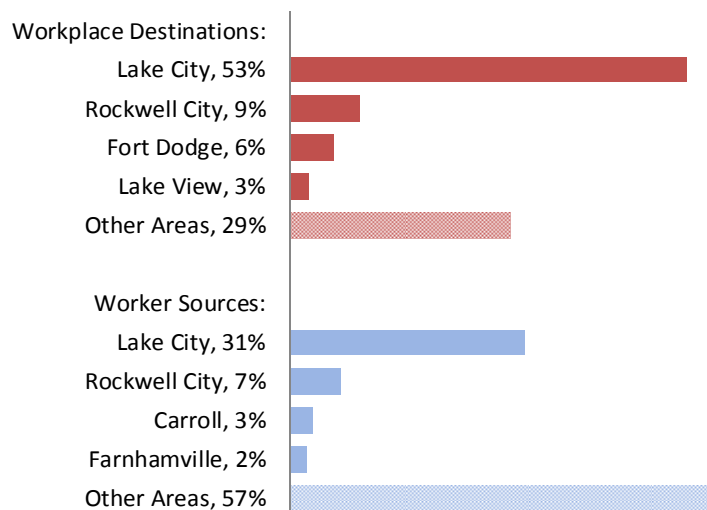 Workplace Destinations:
Lake City, 53%
Rockwell City, 9%
Fort Dodge, 6%
Lake View, 3%
Other Areas, 29%
Worker Sources:
Lake City, 31%
Rockwell City, 7%
Carroll, 3%
Farnhamville, 2%
Other Areas, 57%